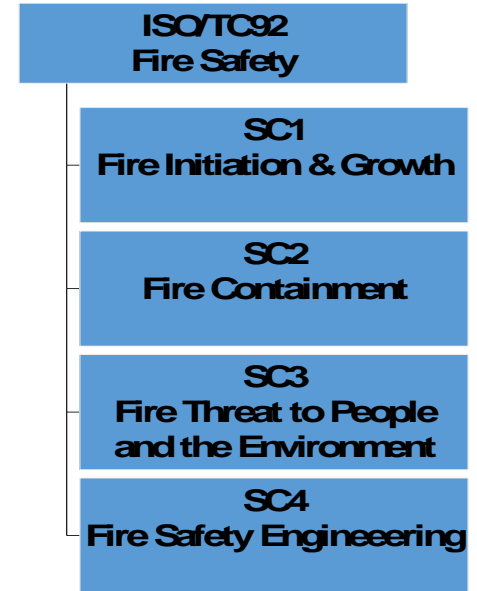 ISO/TC92
Fire Safety
SC1
Fire Initiation & Growth
SC2
Fire Containment
SC3
Fire Threat to People
and the Environment
SC4
Fire Safety Engineeering